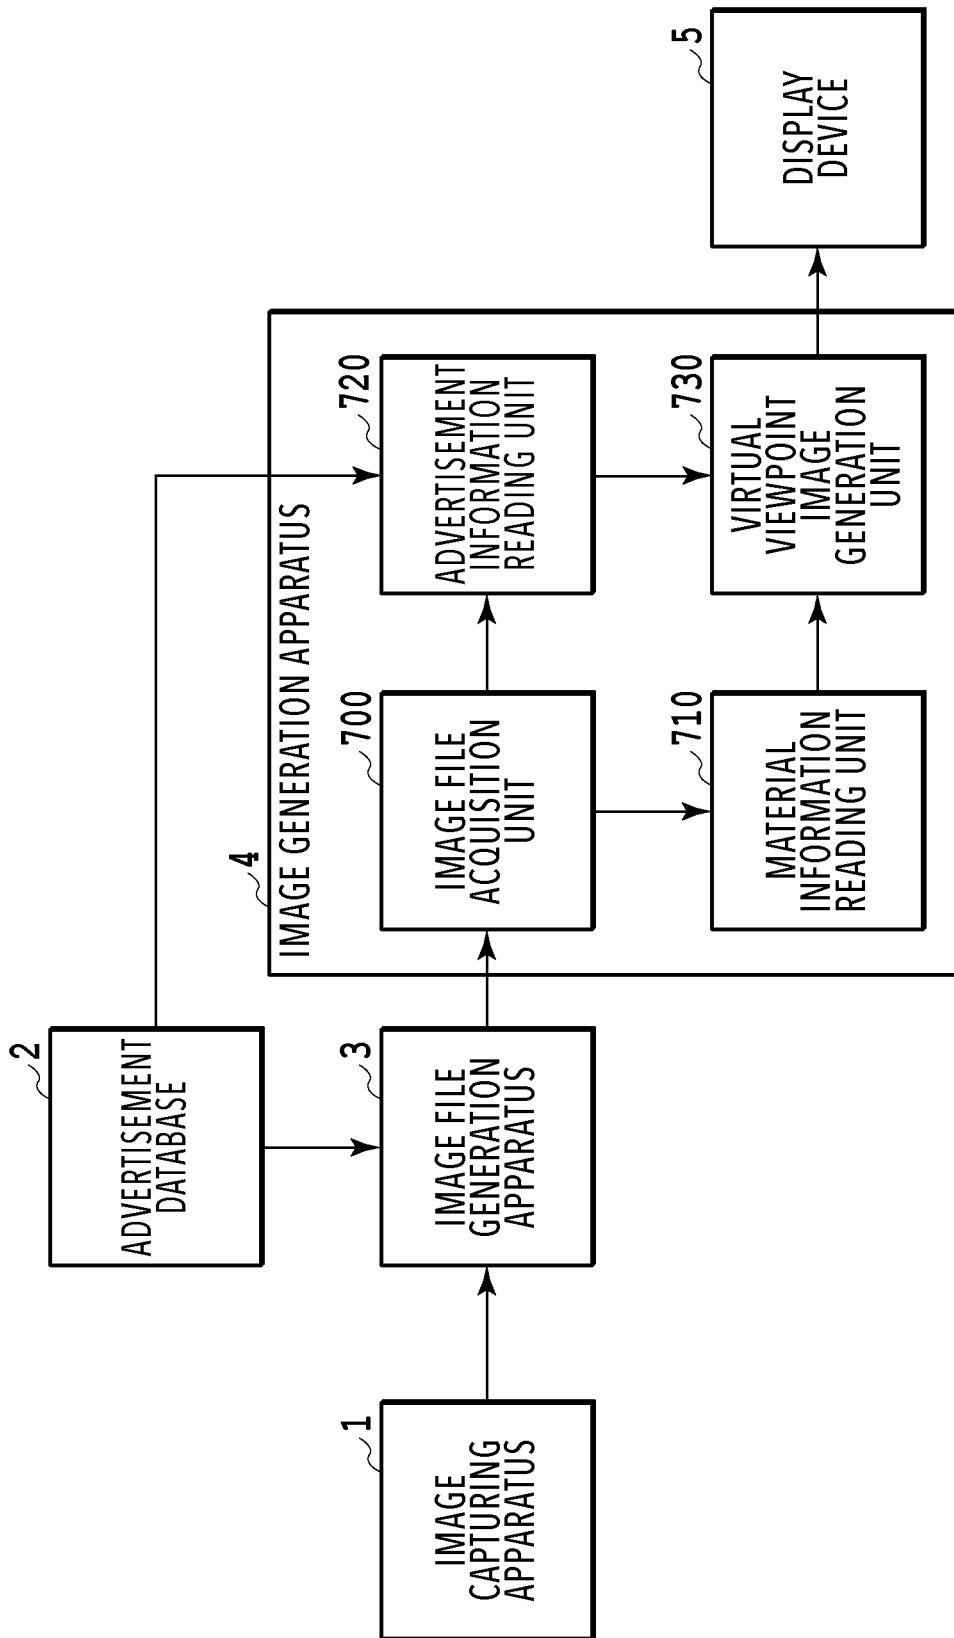 2
ADVERTISEMENT
DATABASE
1
IMAGE
CAPTURING
APPARATUS
3
IMAGE FILE
GENERATION
APPARATUS
4
IMAGE GENERATION APPARATUS
700
IMAGE FILE
ACQUISITION
UNIT
720
ADVERTISEMENT
INFORMATION
READING UNIT
710
MATERIAL
INFORMATION
READING UNIT
730
VIRTUAL
VIEWPOINT
IMAGE
GENERATION
UNIT
5
DISPLAY
DEVICE